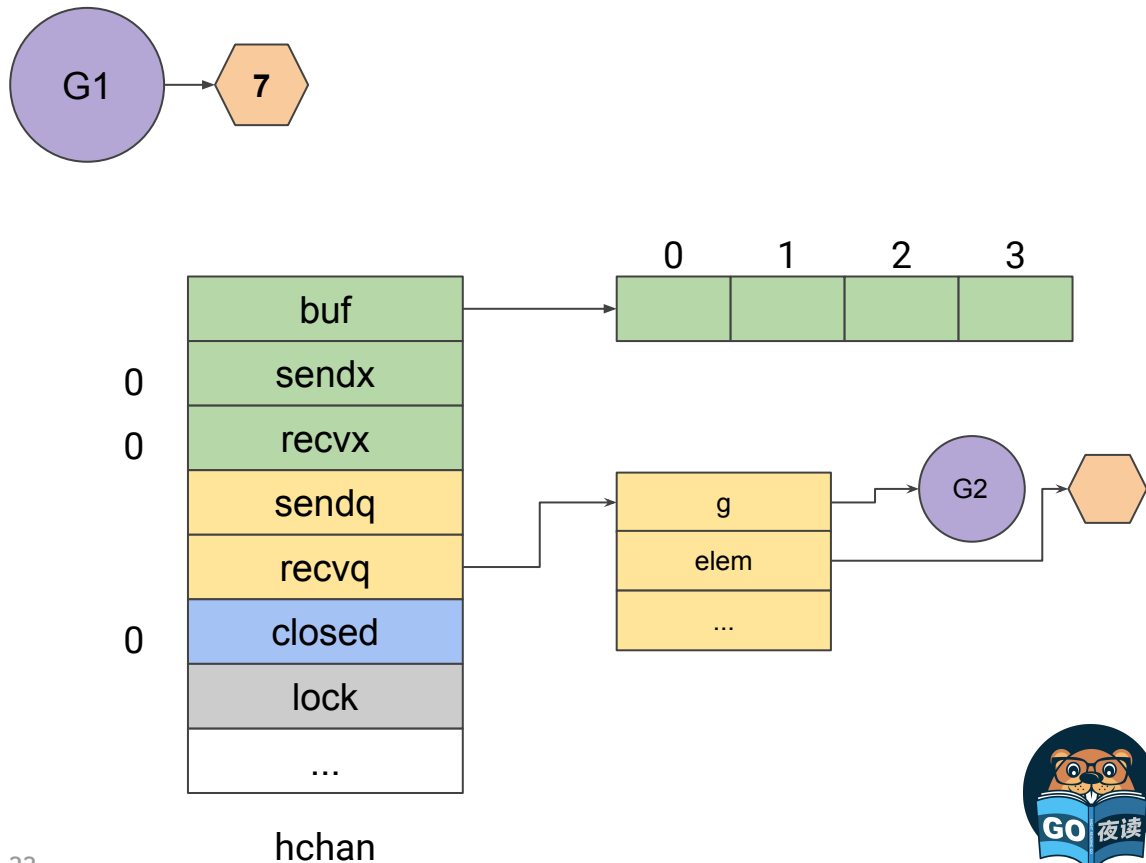 G1
7
0 1 2 3
buf
0 sendx
0 recvx
sendq
recvq
0 closed
lock
...
g
G2
elem
...
hchan
GO 夜读